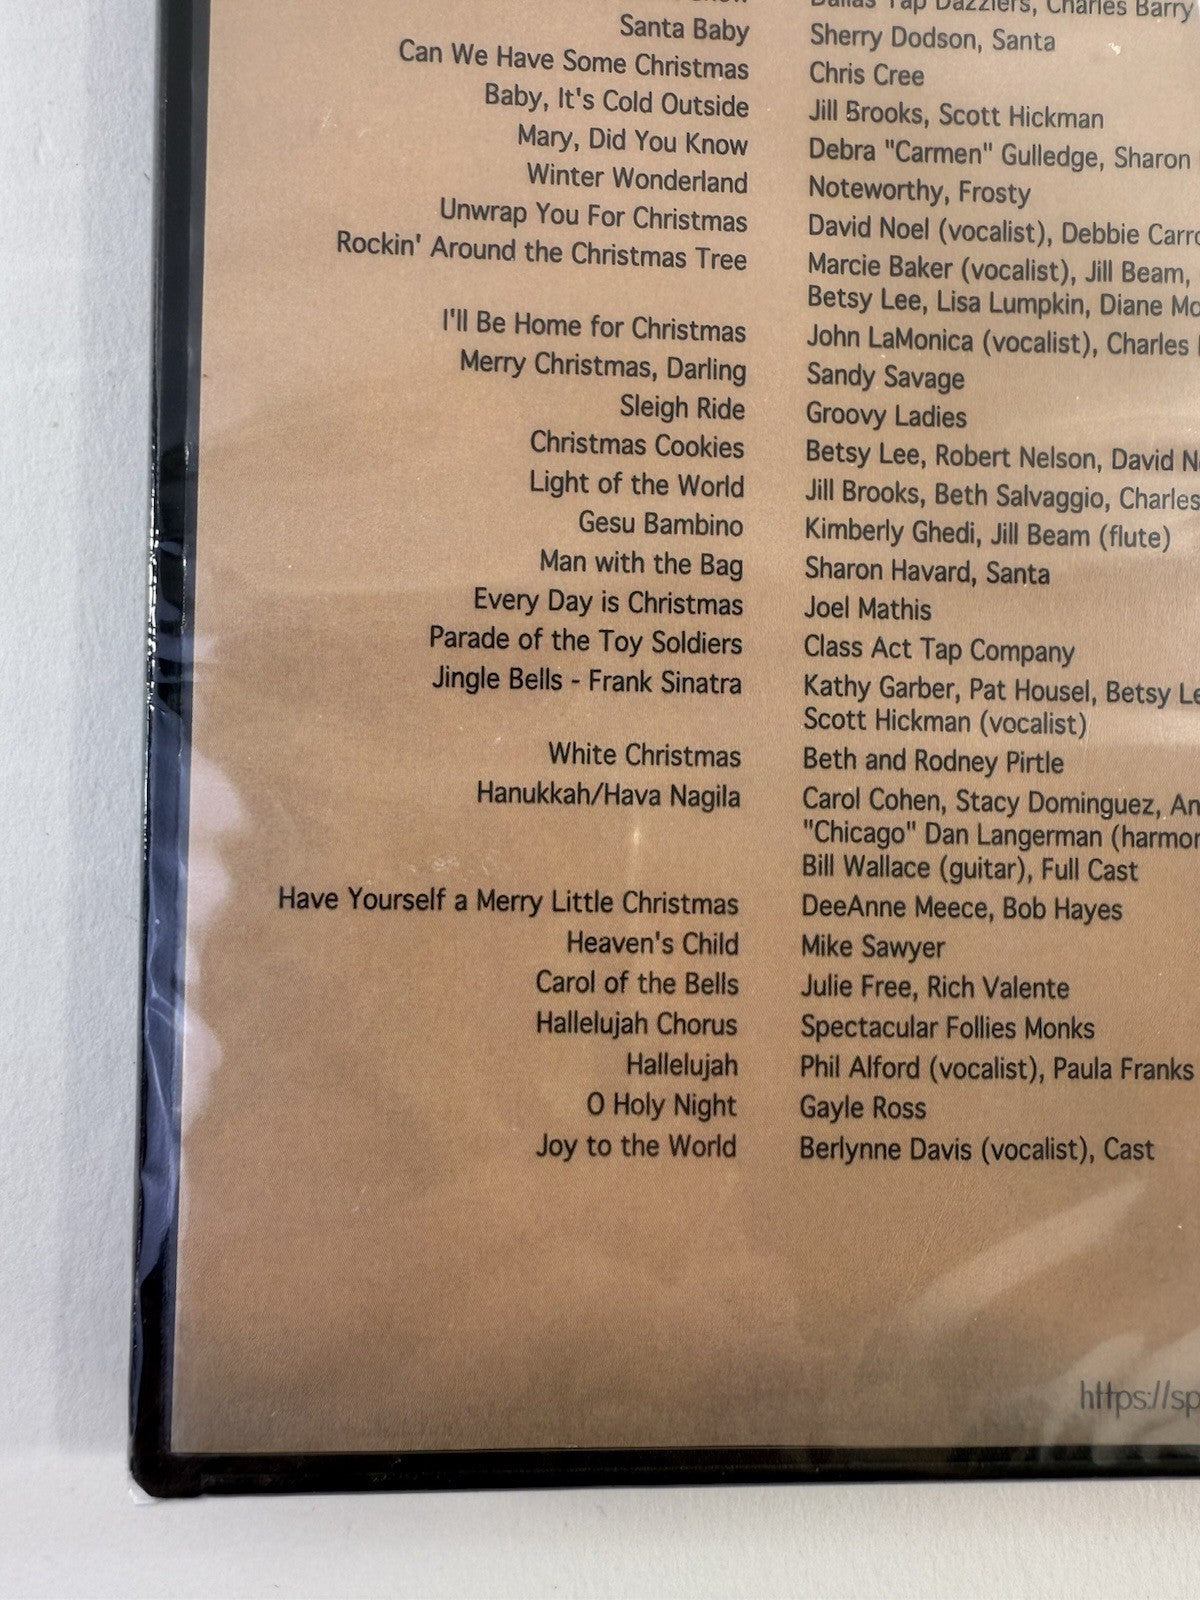 Dallas Tap Dazzlers, Charles Barry
Santa Baby Sherry Dodson, Santa
Can We Have Some Christmas Chris Cree
Baby, It's Cold Outside Jill Brooks, Scott Hickman
Mary, Did You Know Debra "Carmen" Gulledge, Sharon
Winter Wonderland Noteworthy, Frosty
Unwrap You For Christmas David Noel (vocalist), Debbie
Rockin' Around the Christmas Tree Marcie Baker (vocalist), Jill Beam,
Betsy Lee, Lisa Lumpkin, Diane
I'll Be Home for Christmas John LaMonica (vocalist), Charles
Merry Christmas, Darling Sandy Savage
Sleigh Ride Groovy Ladies
Christmas Cookies Betsy Lee, Robert Nelson, David
Light of the World Jill Brooks, Beth Salvaggio, Charles
Gesu Bambino Kimberly Ghedi, Jill Beam (flute)
Man with the Bag Sharon Havard, Santa
Every Day is Christmas Joel Mathis
Parade of the Toy Soldiers Class Act Tap Company
Jingle Bells - Frank Sinatra Kathy Garber, Pat Housel, Betsy
Scott Hickman (vocalist)
White Christmas Beth and Rodney Pirtle
Hanukkah/Hava Nagila Carol Cohen, Stacy Dominguez,
"Chicago" Dan Langerman
Bill Wallace (guitar), Full Cast
Have Yourself a Merry Little Christmas DeeAnne Meece, Bob Hayes
Heaven's Child Mike Sawyer
Carol of the Bells Julie Free, Rich Valente
Hallelujah Chorus Spectacular Follies Monks
Hallelujah Phil Alford (vocalist), Paula Franks
O Holy Night Gayle Ross
Joy to the World Berlynne Davis (vocalist), Cast
https://sp